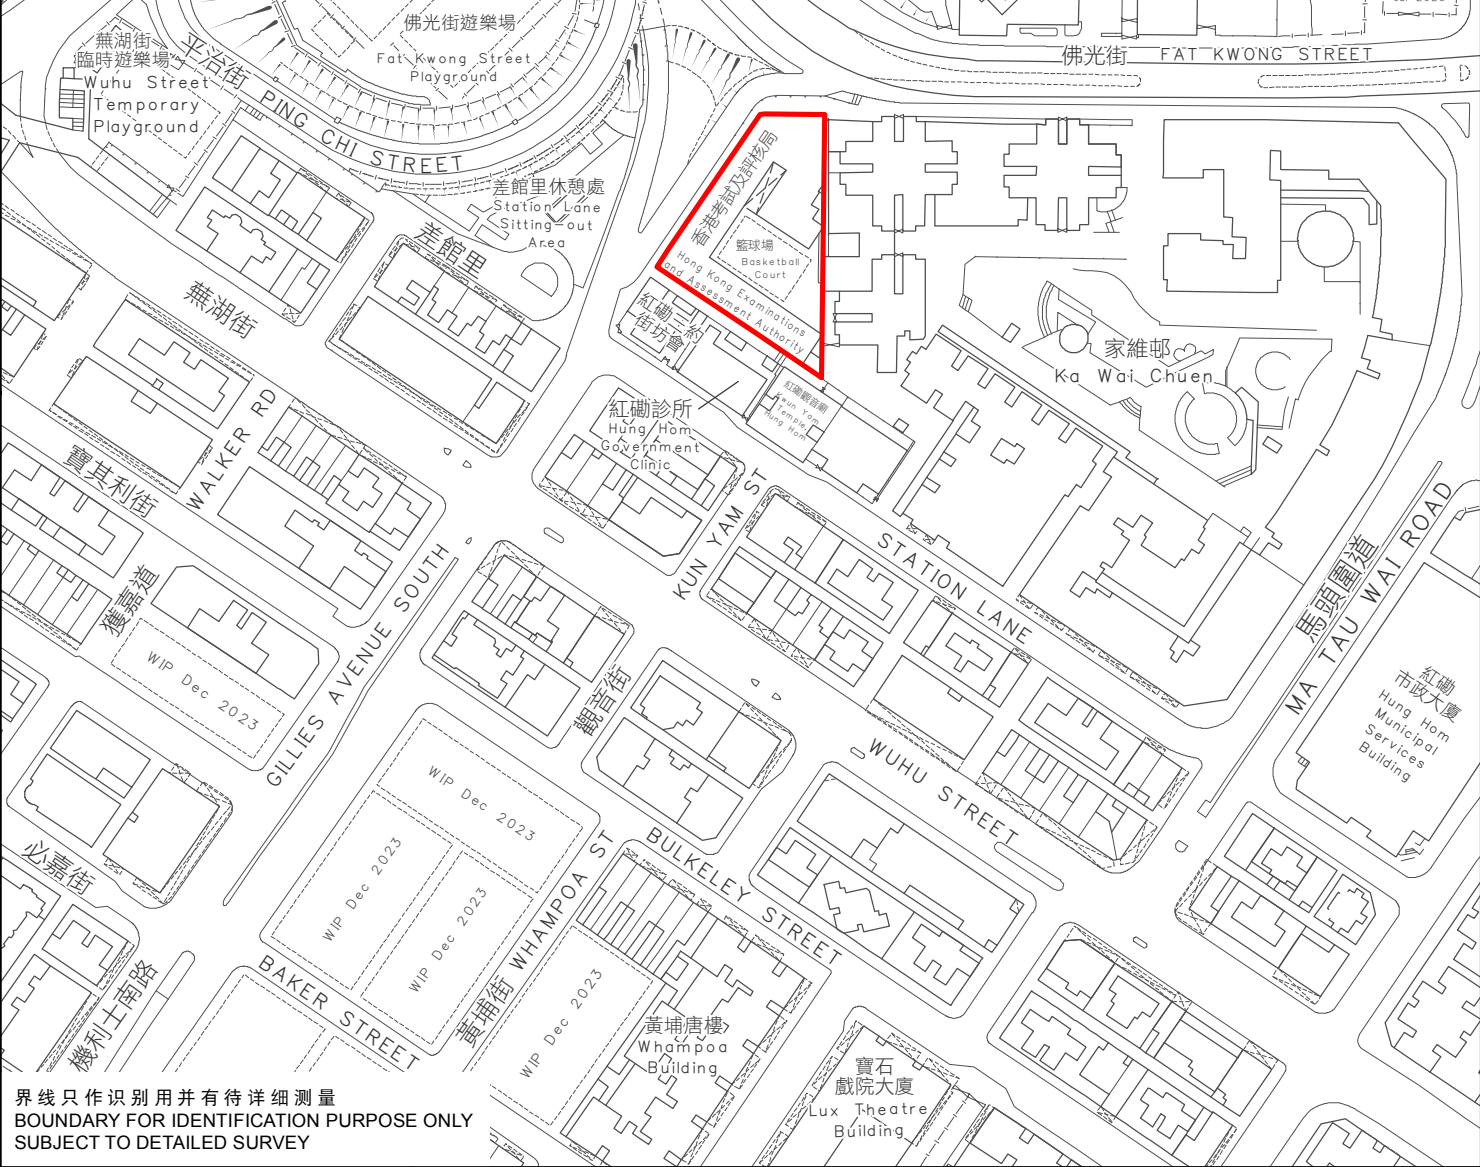 佛光街遊樂場
Fat Kwong Street
Playground
佛光街 FAT KWONG STREET
蕪湖街
臨時遊樂場
Wuhu Street
Temporary
Playground
平治街
PING CHI STREET
差館里休憩處
Station Lane
Sitting-out
Area
差館里
香港考試及評核局
Hong Kong Examinations
and Assessment Authority
籃球場
Basketball
Court
紅磡三約
街坊會
蕪湖街
家維邨
Ka Wai Chuen
紅磡診所
Hung Hom
Government
Clinic
紅磡觀音廟
Kwun Yam
Temple,
Hung Hom
WALKER RD
寶其利街
KUN YAM ST
STATION LANE
馬頭圍道
MA TAU WAI ROAD
獲嘉道
GILLIES AVENUE SOUTH
WIP Dec 2023
觀音街
紅磡
市政大廈
Hung Hom
Municipal
Services
Building
WUHU STREET
WIP Dec 2023
WIP Dec 2023
WIP Dec 2023
必嘉街
BULKELEY STREET
黃埔街 WHAMPOA ST
BAKER STREET
機利士南路
WIP Dec 2023
黃埔唐樓
Whampoa
Building
寶石
戲院大廈
Lux Theatre
Building
界线只作识别用并有待详细测量
BOUNDARY FOR IDENTIFICATION PURPOSE ONLY
SUBJECT TO DETAILED SURVEY